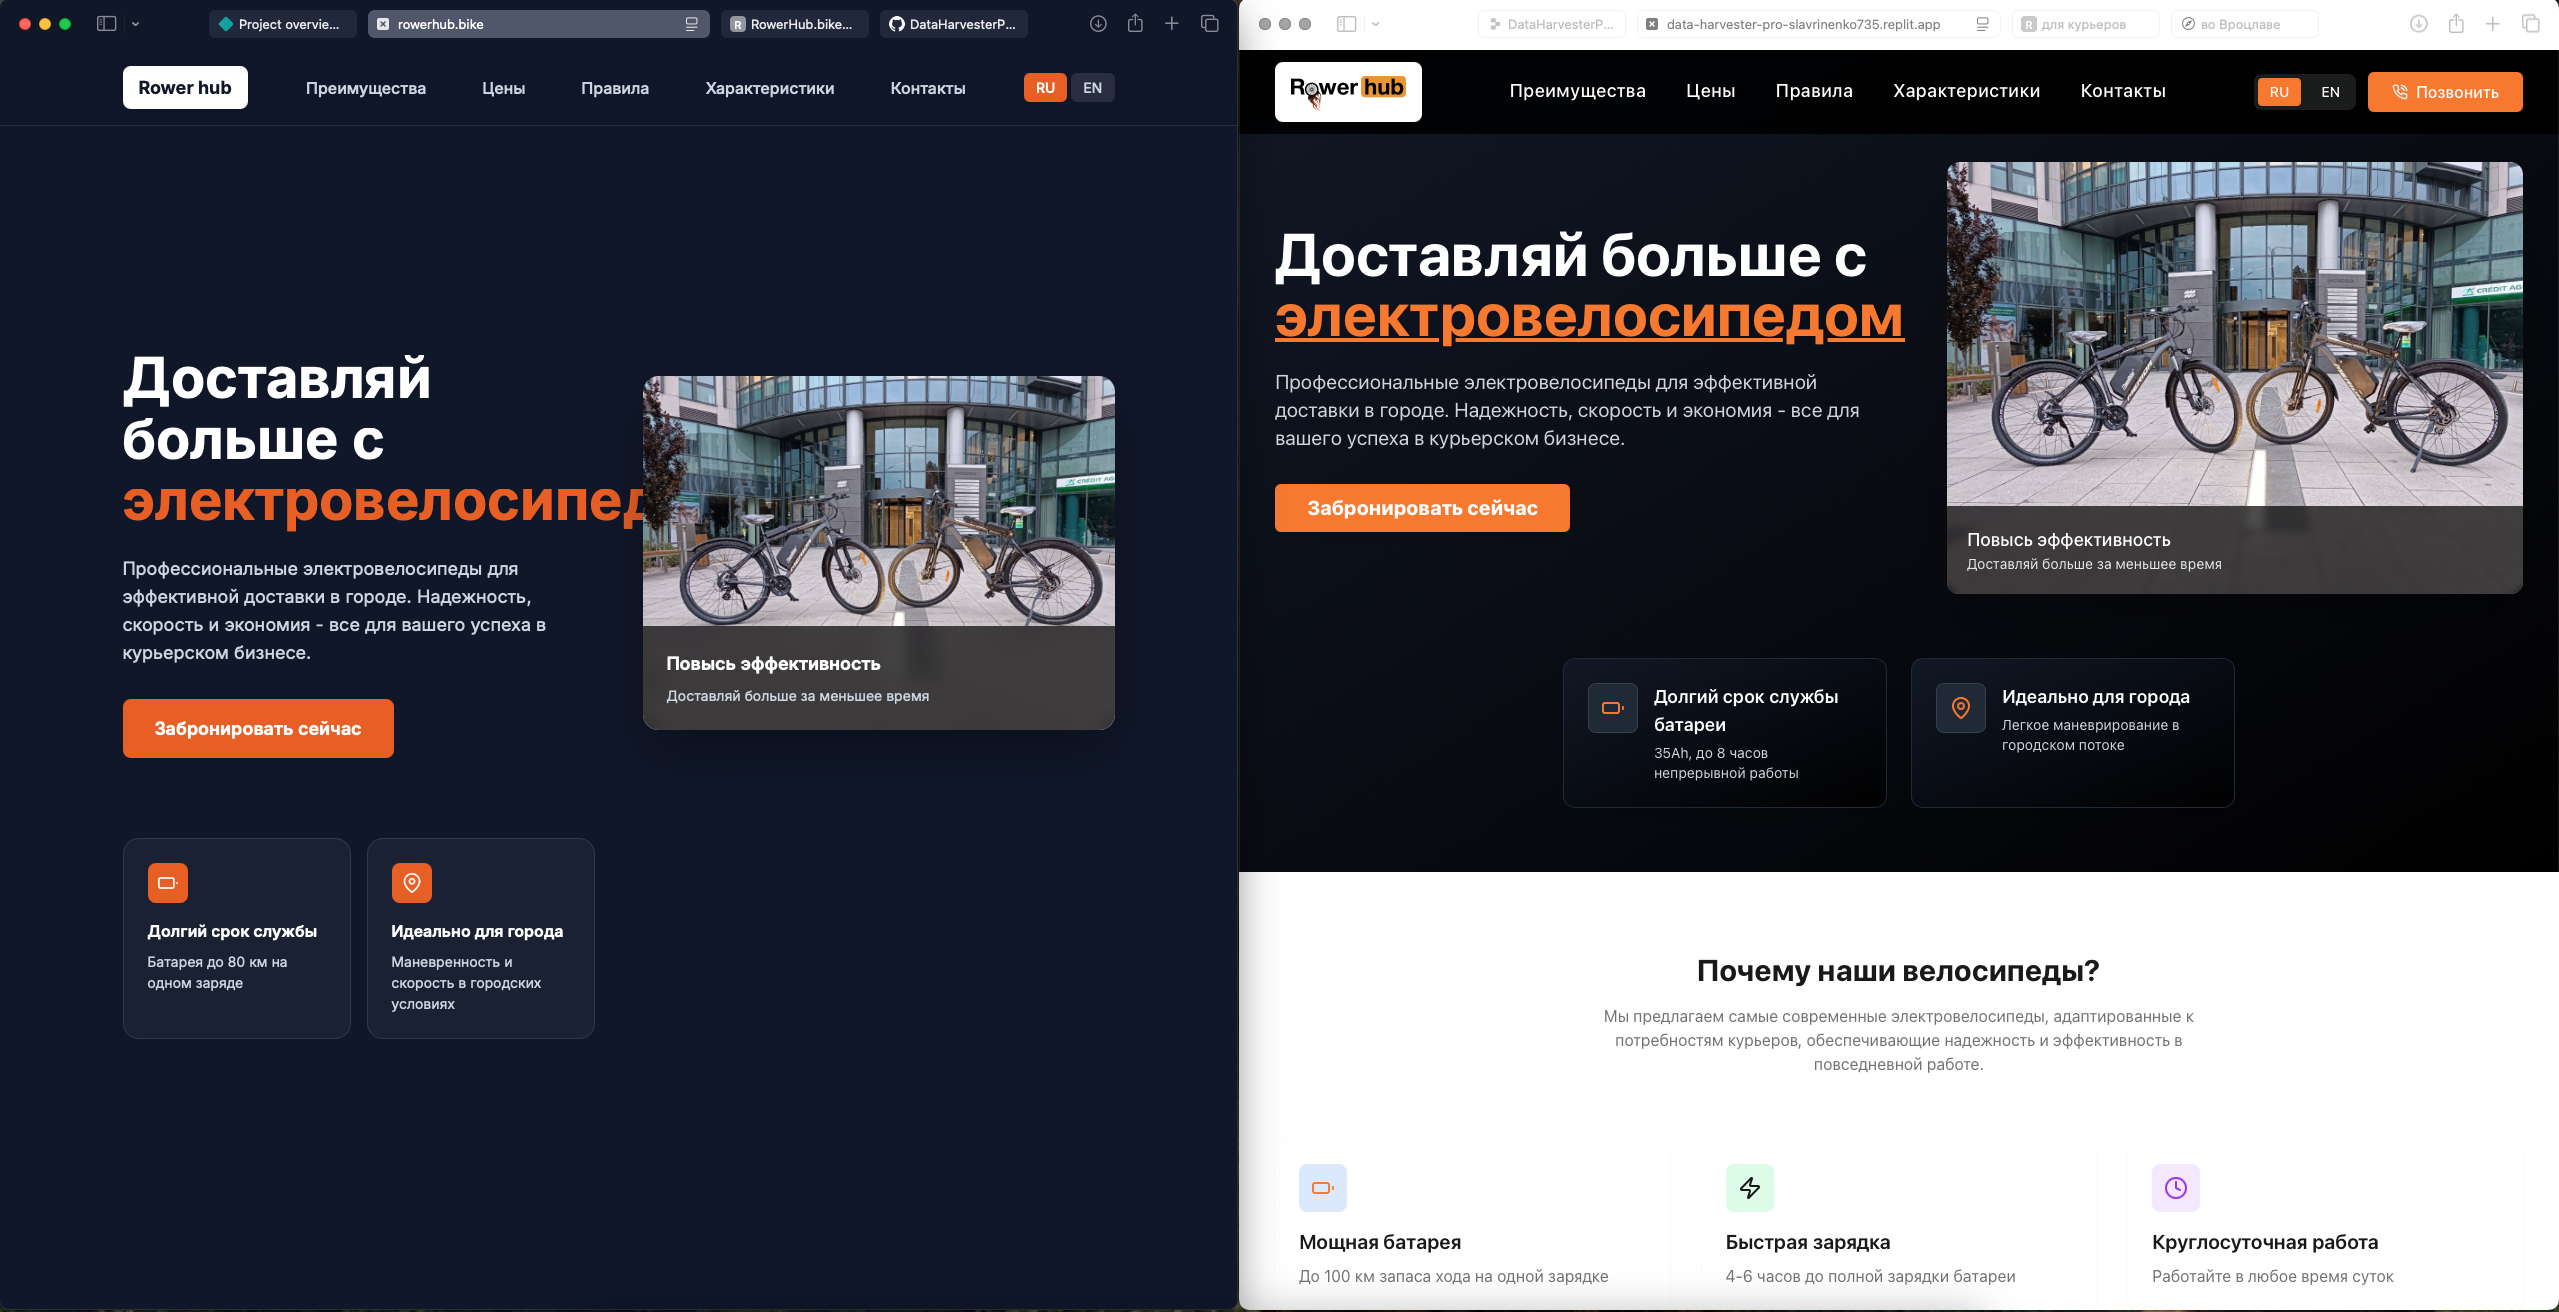 Project overvie...
rowerhub.bike
RowerHub.bike...
DataHarvesterP...
Rower hub
Преимущества
Цены
Правила
Характеристики
Контакты
RU
EN
Доставляй
больше с
электровелосипед
Профессиональные электровелосипеды для
эффективной доставки в городе. Надежность,
скорость и экономия - все для вашего успеха в
курьерском бизнесе.
Забронировать сейчас
CRÉDIT AG
Повысь эффективность
Доставляй больше за меньшее время
Долгий срок службы
Батарея до 80 км на
одном заряде
Идеально для города
Маневренность и
скорость в городских
условиях
DataHarvesterP...
data-harvester-pro-slavrinenko735.replit.app
для курьеров
во Вроцлаве
Rower hub
Преимущества
Цены
Правила
Характеристики
Контакты
RU
EN
Позвонить
Доставляй больше с
электровелосипедом
Профессиональные электровелосипеды для эффективной
доставки в городе. Надежность, скорость и экономия - все для
вашего успеха в курьерском бизнесе.
Забронировать сейчас
CRÉDIT AG
Повысь эффективность
Доставляй больше за меньшее время
Долгий срок службы
батареи
35Ah, до 8 часов
непрерывной работы
Идеально для города
Легкое маневрирование в
городском потоке
Почему наши велосипеды?
Мы предлагаем самые современные электровелосипеды, адаптированные к
потребностям курьеров, обеспечивающие надежность и эффективность в
повседневной работе.
Мощная батарея
До 100 км запаса хода на одной зарядке
Быстрая зарядка
4-6 часов до полной зарядки батареи
Круглосуточная работа
Работайте в любое время суток